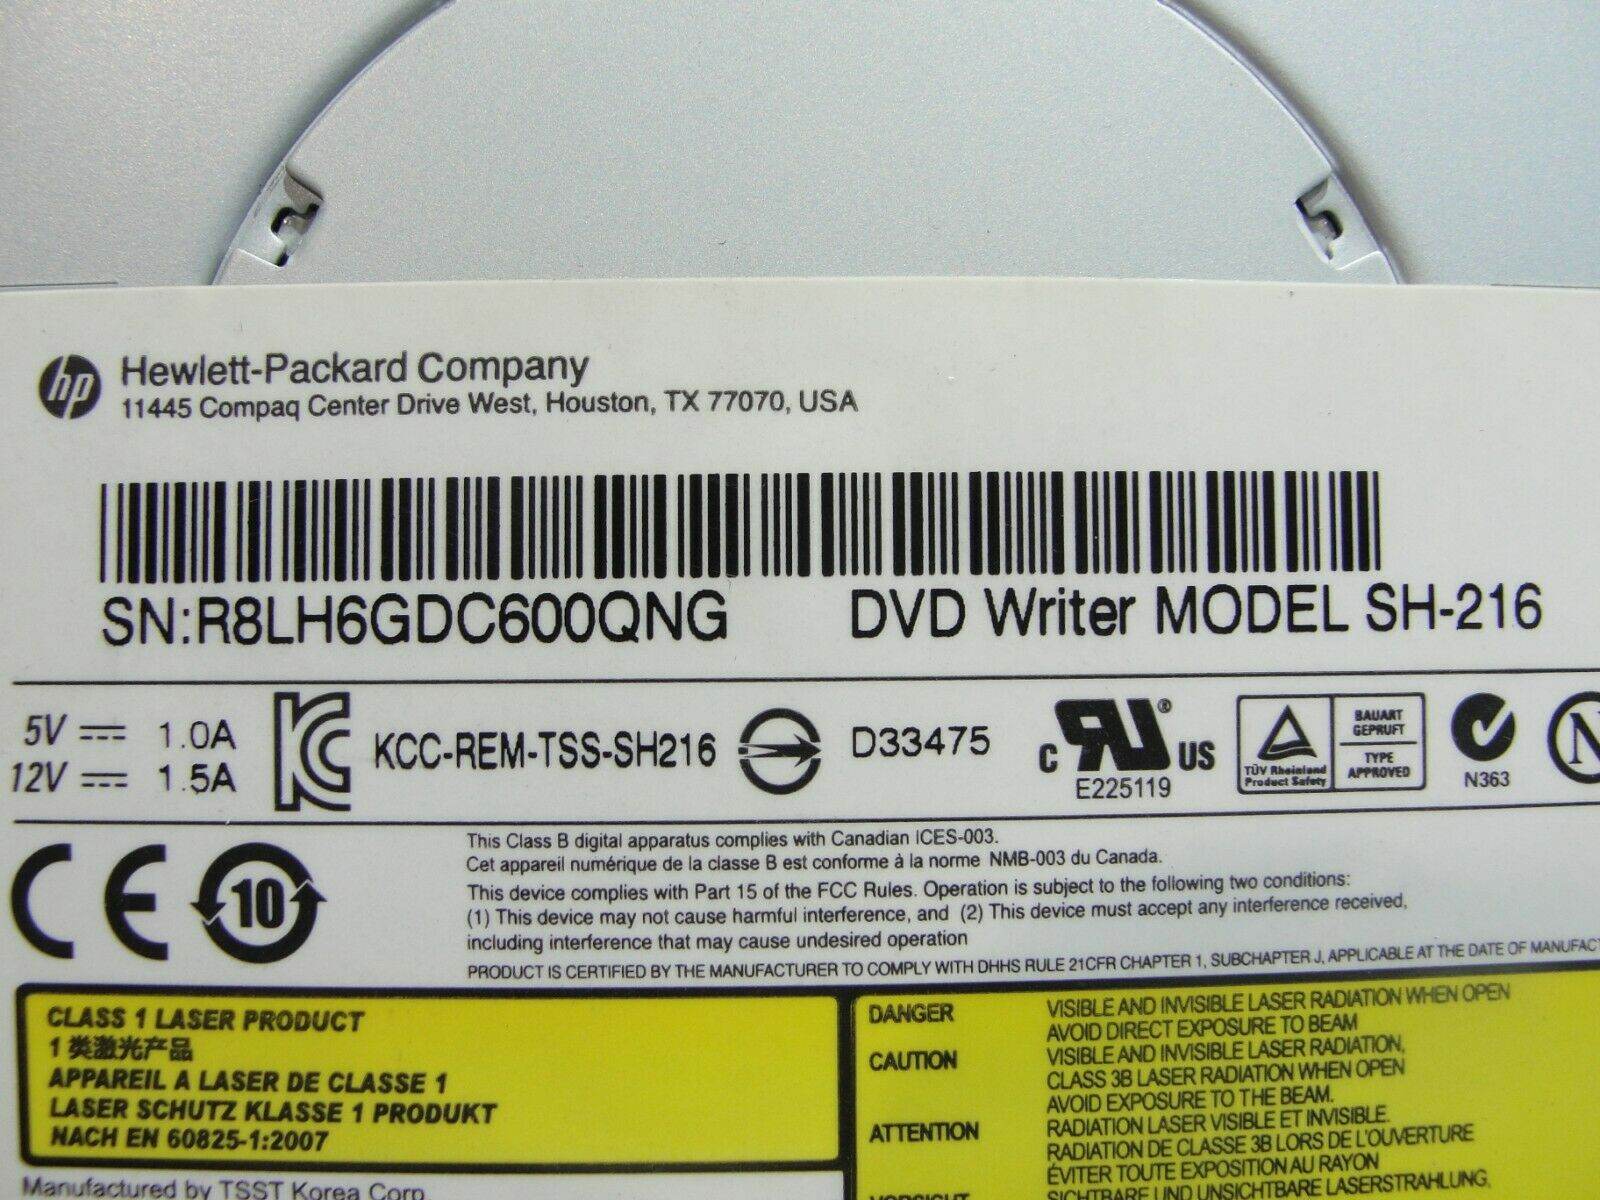 hp Hewlett-Packard Company
11445 Compaq Center Drive West, Houston, TX 77070, USA
SN:R8LH6GDC600QNG DVD Writer MODEL SH-216
5V 1.0A
12V 1.5A
KCC-REM-TSS-SH216 D33475
c RU ® US
E225119
TÜV Rheinland
Product Safety
BAUART
GEPRUFT
TYPE
APPROVED
N363
N
CE 10
This Class B digital apparatus complies with Canadian ICES-003.
Cet appareil numérique de la classe B est conforme à la norme NMB-003 du Canada.
This device complies with Part 15 of the FCC Rules. Operation is subject to the following two conditions:
(1) This device may not cause harmful interference, and (2) This device must accept any interference received,
including interference that may cause undesired operation
PRODUCT IS CERTIFIED BY THE MANUFACTURER TO COMPLY WITH DHHS RULE 21CFR CHAPTER 1, SUBCHAPTER J, APPLICABLE AT THE DATE OF MANUFAC
CLASS 1 LASER PRODUCT
1 类激光产品
APPAREIL A LASER DE CLASSE 1
LASER SCHUTZ KLASSE 1 PRODUKT
NACH EN 60825-1:2007
Manufactured by TSST Korea Corp.
DANGER VISIBLE AND INVISIBLE LASER RADIATION WHEN OPEN
AVOID DIRECT EXPOSURE TO BEAM
CAUTION VISIBLE AND INVISIBLE LASER RADIATION,
CLASS 3B LASER RADIATION WHEN OPEN
AVOID EXPOSURE TO THE BEAM.
ATTENTION RADIATION LASER VISIBLE ET INVISIBLE.
RADIATION DE CLASSE 3B LORS DE L'OUVERTURE
ÉVITER TOUTE EXPOSITION AU RAYON
VORSICHT SICHTBARE UND UNSICHTBARE LASERSTRAHLUNG,